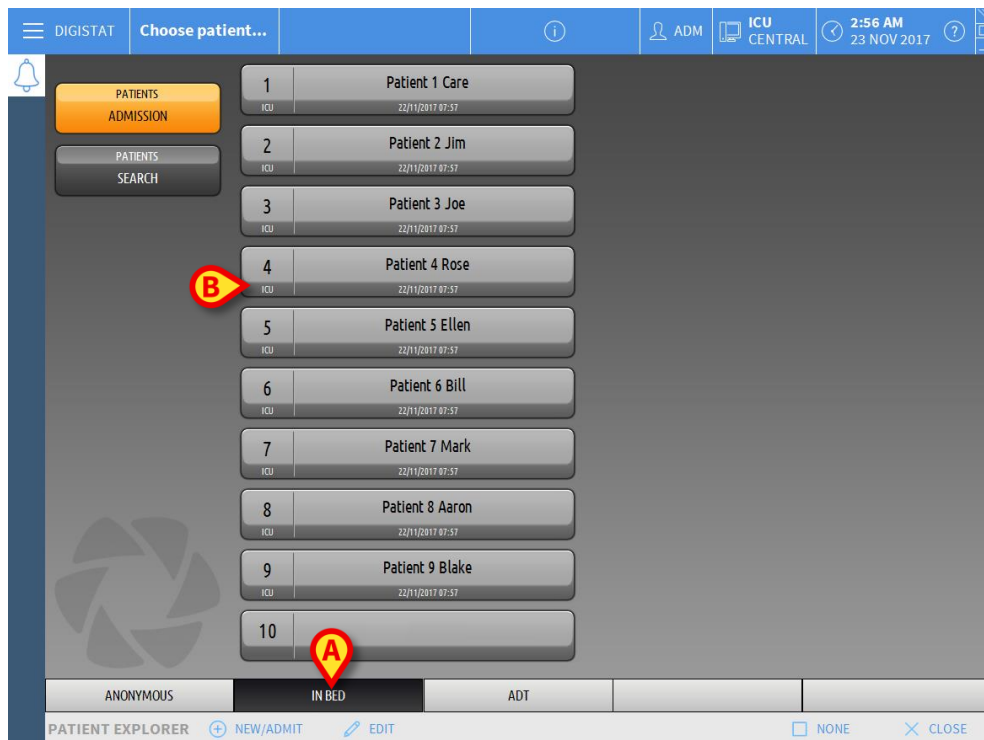 DIGISTAT
Choose patient...
ADM
ICU
CENTRAL
2:56 AM
23 NOV 2017
PATIENTS
ADMISSION
PATIENTS
SEARCH
1
ICU
Patient 1 Care
22/11/2017 07:57
2
ICU
Patient 2 Jim
22/11/2017 07:57
3
ICU
Patient 3 Joe
22/11/2017 07:57
4
ICU
Patient 4 Rose
22/11/2017 07:57
B
5
ICU
Patient 5 Ellen
22/11/2017 07:57
6
ICU
Patient 6 Bill
22/11/2017 07:57
7
ICU
Patient 7 Mark
22/11/2017 07:57
8
ICU
Patient 8 Aaron
22/11/2017 07:57
9
ICU
Patient 9 Blake
22/11/2017 07:57
10
A
ANONYMOUS
IN BED
ADT
PATIENT EXPLORER
NEW/ADMIT
EDIT
NONE
CLOSE